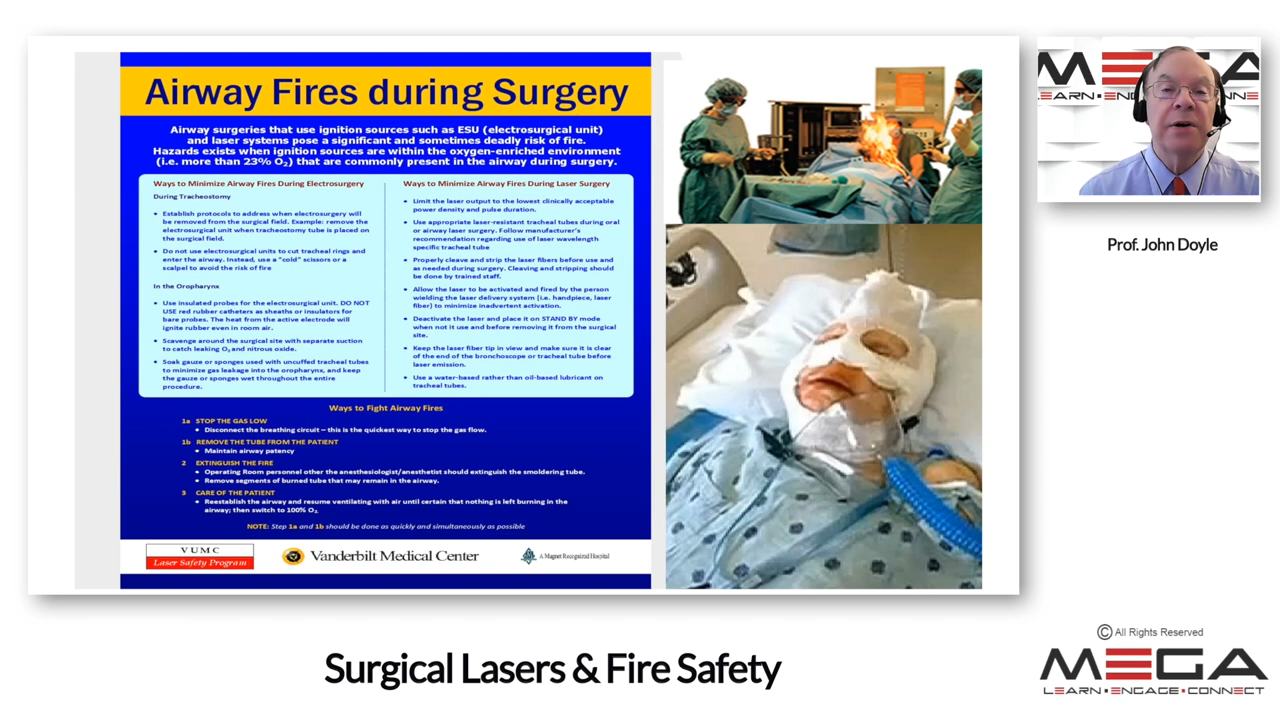 Airway Fires during Surgery
Airway surgeries that use ignition sources such as ESU (electrosurgical unit)
and laser systems pose a significant and sometimes deadly risk of fire.
Hazards exists when ignition sources are within the oxygen-enriched environment
(i.e. more than 23% O2) that are commonly present in the airway during surgery.
Ways to Minimize Airway Fires During Electrosurgery
During Tracheostomy
• Establish protocols to address when electrosurgery will
be removed from the surgical field. Example: remove the
electrosurgical unit when tracheostomy tube is placed on
the surgical field.
• Do not use electrosurgical units to cut tracheal rings and
enter the airway. Instead, use a "cold" scissors or a
scalpel to avoid the risk of fire
In the Oropharynx
• Use insulated probes for the electrosurgical unit. DO NOT
USE red rubber catheters as sheaths or insulators for
bare probes. The heat from the active electrode will
ignite rubber even in room air.
• Scavenge around the surgical site with separate suction
to catch leaking O2 and nitrous oxide.
• Soak gauze or sponges used with uncuffed tracheal tubes
to minimize gas leakage into the oropharynx, and keep
the gauze or sponges wet throughout the entire
procedure.
Ways to Minimize Airway Fires During Laser Surgery
• Limit the laser output to the lowest clinically acceptable
power density and pulse duration.
• Use appropriate laser-resistant tracheal tubes during oral
or airway laser surgery. Follow manufacturer's
recommendation regarding use of laser wavelength
specific tracheal tube
• Properly cleave and strip the laser fibers before use and
as needed during surgery. Cleaving and stripping should
be done by trained staff.
• Allow the laser to be activated and fired by the person
wielding the laser delivery system (i.e. handpiece, laser
fiber) to minimize inadvertent activation.
• Deactivate the laser and place it on STAND BY mode
when not it use and before removing it from the surgical
site.
• Keep the laser fiber tip in view and make sure it is clear
of the end of the bronchoscope or tracheal tube before
laser emission.
• Use a water-based rather than oil-based lubricant on
tracheal tubes.
Ways to Fight Airway Fires
1a STOP THE GAS LOW
• Disconnect the breathing circuit – this is the quickest way to stop the gas flow.
1b REMOVE THE TUBE FROM THE PATIENT
• Maintain airway patency
2 EXTINGUISH THE FIRE
• Operating Room personnel other the anesthesiologist/anesthetist should extinguish the smoldering tube.
• Remove segments of burned tube that may remain in the airway.
3 CARE OF THE PATIENT
• Reestablish the airway and resume ventilating with air until certain that nothing is left burning in the
airway; then switch to 100% O2.
NOTE: Step 1a and 1b should be done as quickly and simultaneously as possible
VUMC
Laser Safety Program
Vanderbilt Medical Center
A Magnet Recognized Hospital
MEGA
Prof. John Doyle
Surgical Lasers & Fire Safety
© All Rights Reserved
MEGA
LEARN • ENGAGE • CONNECT